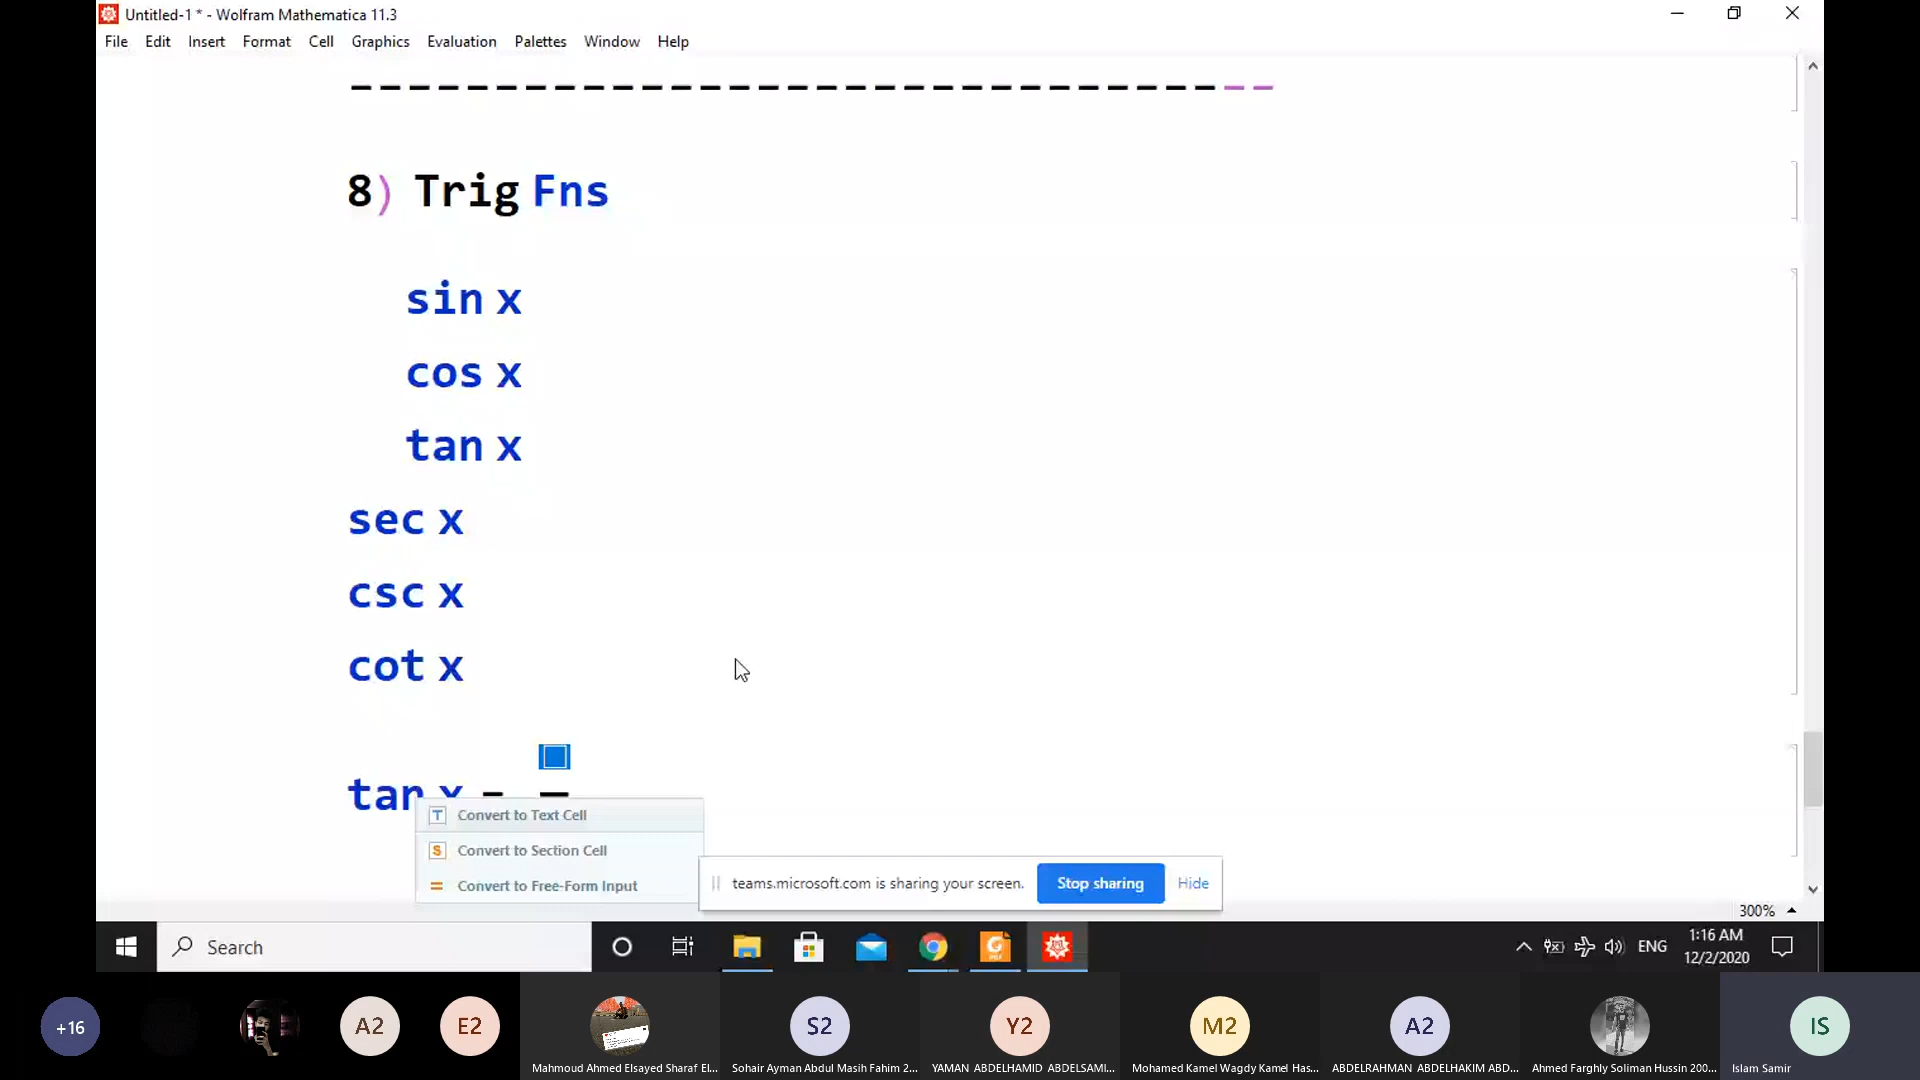 Untitled-1 * - Wolfram Mathematica 11.3
File Edit Insert Format Cell Graphics Evaluation Palettes Window Help
--------------------------------
8) Trig Fns
sin x
cos x
tan x
sec x
csc x
cot x
tan x =
T Convert to Text Cell
S Convert to Section Cell
= Convert to Free-Form Input
teams.microsoft.com is sharing your screen. Stop sharing Hide
300%
Search
ENG
1:16 AM
12/2/2020
+16
A2
E2
S2
Y2
M2
A2
IS
Mahmoud Ahmed Elsayed Sharaf El...
Sohair Ayman Abdul Masih Fahim 2...
YAMAN ABDELHAMID ABDELSAMI...
Mohamed Kamel Wagdy Kamel Has...
ABDELRAHMAN ABDELHAKIM ABD...
Ahmed Farghly Soliman Hussin 200...
Islam Samir